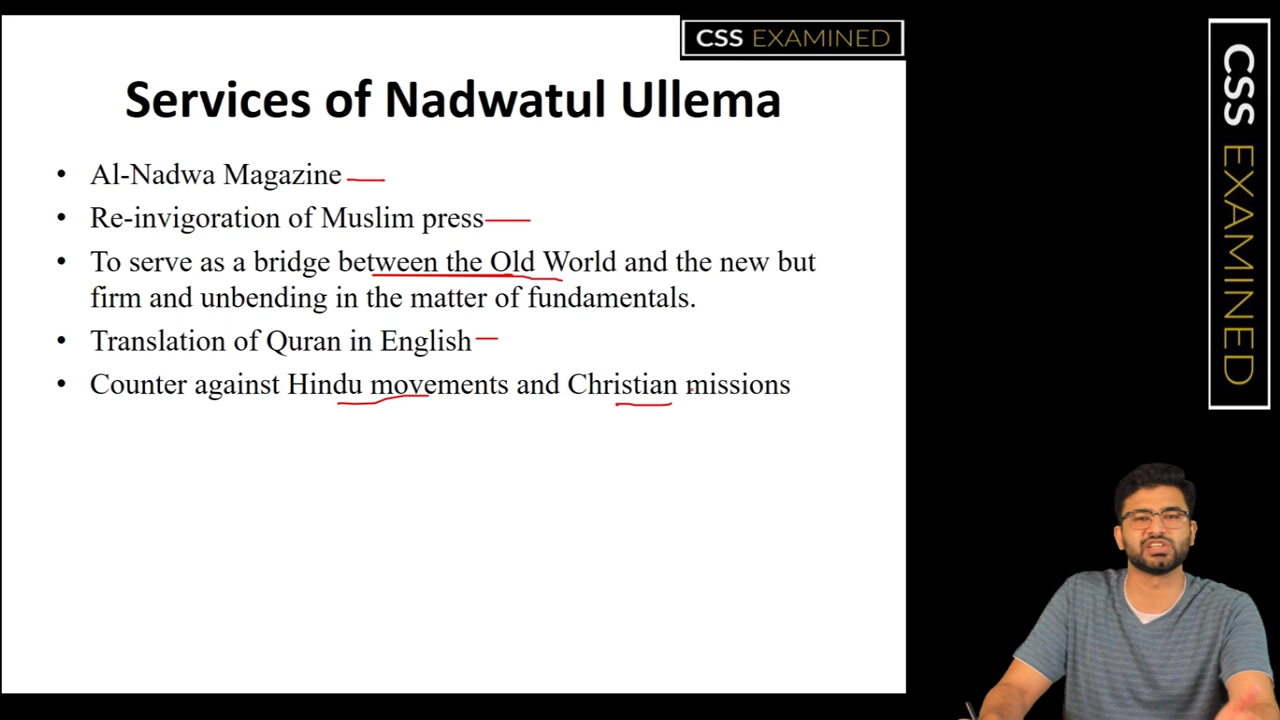 CSS EXAMINED
Services of Nadwatul Ullema
• Al-Nadwa Magazine
• Re-invigoration of Muslim press
• To serve as a bridge between the Old World and the new but
firm and unbending in the matter of fundamentals.
• Translation of Quran in English
• Counter against Hindu movements and Christian missions
CSS EXAMINED